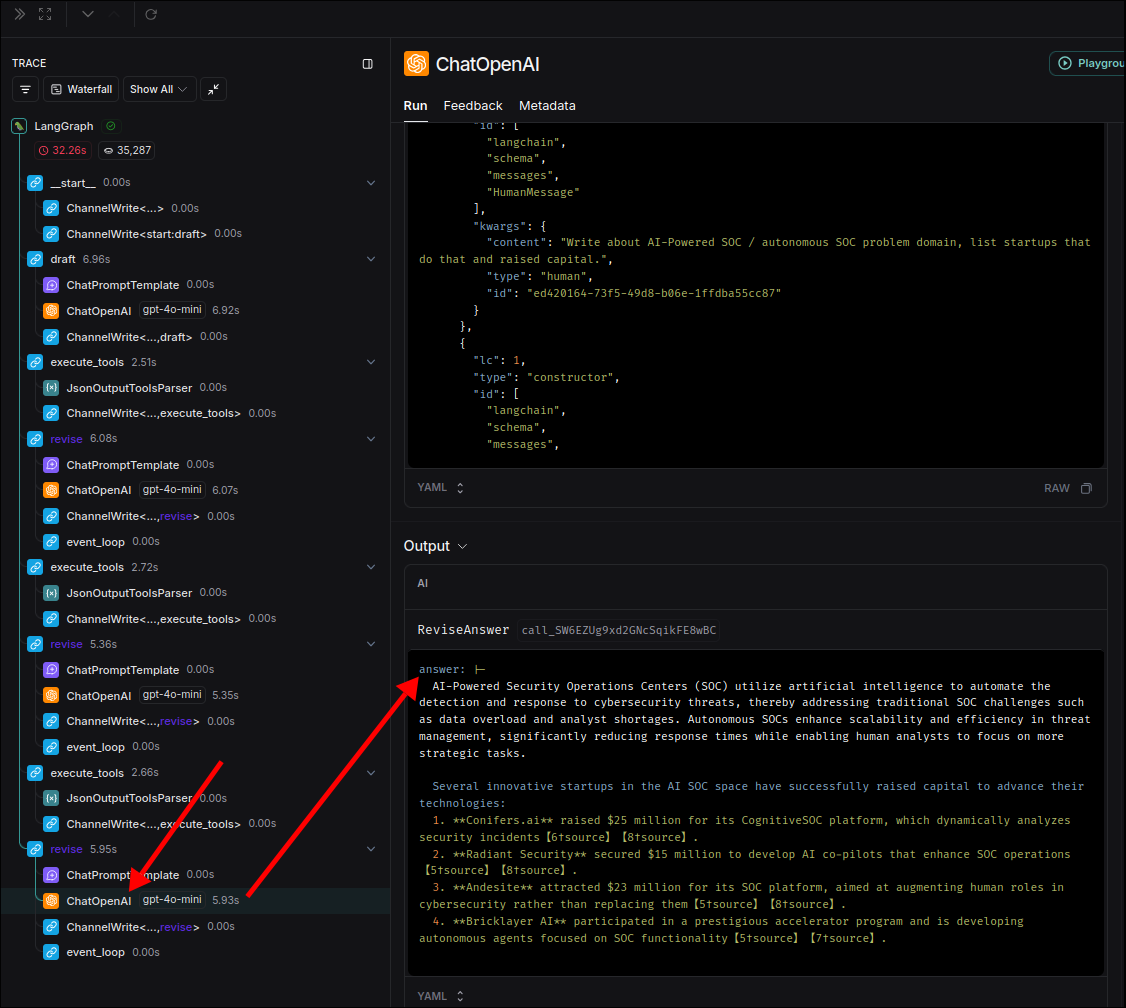 TRACE
Waterfall
Show All
LangGraph
32.26s
35,287
__start__ 0.00s
ChannelWrite<...> 0.00s
ChannelWrite<start:draft> 0.00s
draft 6.96s
ChatPromptTemplate 0.00s
ChatOpenAI gpt-4o-mini 6.92s
ChannelWrite<...,draft> 0.00s
execute_tools 2.51s
JsonOutputToolsParser 0.00s
ChannelWrite<...,execute_tools> 0.00s
revise 6.08s
ChatPromptTemplate 0.00s
ChatOpenAI gpt-4o-mini 6.07s
ChannelWrite<...,revise> 0.00s
event_loop 0.00s
execute_tools 2.72s
JsonOutputToolsParser 0.00s
ChannelWrite<...,execute_tools> 0.00s
revise 5.36s
ChatPromptTemplate 0.00s
ChatOpenAI gpt-4o-mini 5.35s
ChannelWrite<...,revise> 0.00s
event_loop 0.00s
execute_tools 2.66s
JsonOutputToolsParser 0.00s
ChannelWrite<...,execute_tools> 0.00s
revise 5.95s
ChatPromptTemplate 0.00s
ChatOpenAI gpt-4o-mini 5.93s
ChannelWrite<...,revise> 0.00s
event_loop 0.00s
ChatOpenAI
Playgrou
Run Feedback Metadata
"id": [
"langchain",
"schema",
"messages",
"HumanMessage"
],
"kwargs": {
"content": "Write about AI-Powered SOC / autonomous SOC problem domain, list startups that
do that and raised capital.",
"type": "human",
"id": "ed420164-73f5-49d8-b06e-1ffdba55cc87"
}
},
{
"lc": 1,
"type": "constructor",
"id": [
"langchain",
"schema",
"messages",
YAML
RAW
Output
AI
ReviseAnswer call_SW6EZUg9xd2GNcSqikFE8wBC
answer: |-
AI-Powered Security Operations Centers (SOC) utilize artificial intelligence to automate the
detection and response to cybersecurity threats, thereby addressing traditional SOC challenges such
as data overload and analyst shortages. Autonomous SOCs enhance scalability and efficiency in threat
management, significantly reducing response times while enabling human analysts to focus on more
strategic tasks.
Several innovative startups in the AI SOC space have successfully raised capital to advance their
technologies:
1. **Conifers.ai** raised $25 million for its CognitiveSOC platform, which dynamically analyzes
security incidents【6†source】【8†source】.
2. **Radiant Security** secured $15 million to develop AI co-pilots that enhance SOC operations
【5†source】【8†source】.
3. **Andesite** attracted $23 million for its SOC platform, aimed at augmenting human roles in
cybersecurity rather than replacing them【5†source】【8†source】.
4. **Bricklayer AI** participated in a prestigious accelerator program and is developing
autonomous agents focused on SOC functionality【5†source】【7†source】.
YAML